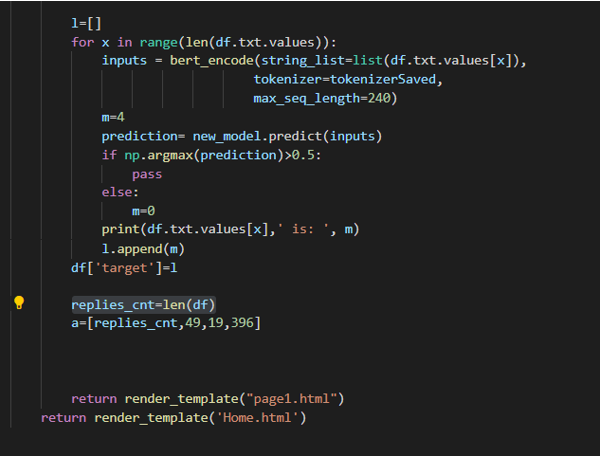 l=[]
for x in range(len(df.txt.values)):
inputs = bert_encode(string_list=list(df.txt.values[x]),
tokenizer=tokenizerSaved,
max_seq_length=240)
m=4
prediction= new_model.predict(inputs)
if np.argmax(prediction)>0.5:
pass
else:
m=0
print(df.txt.values[x],' is: ', m)
l.append(m)
df['target']=l
replies_cnt=len(df)
a=[replies_cnt,49,19,396]
return render_template("page1.html")
return render_template('Home.html')